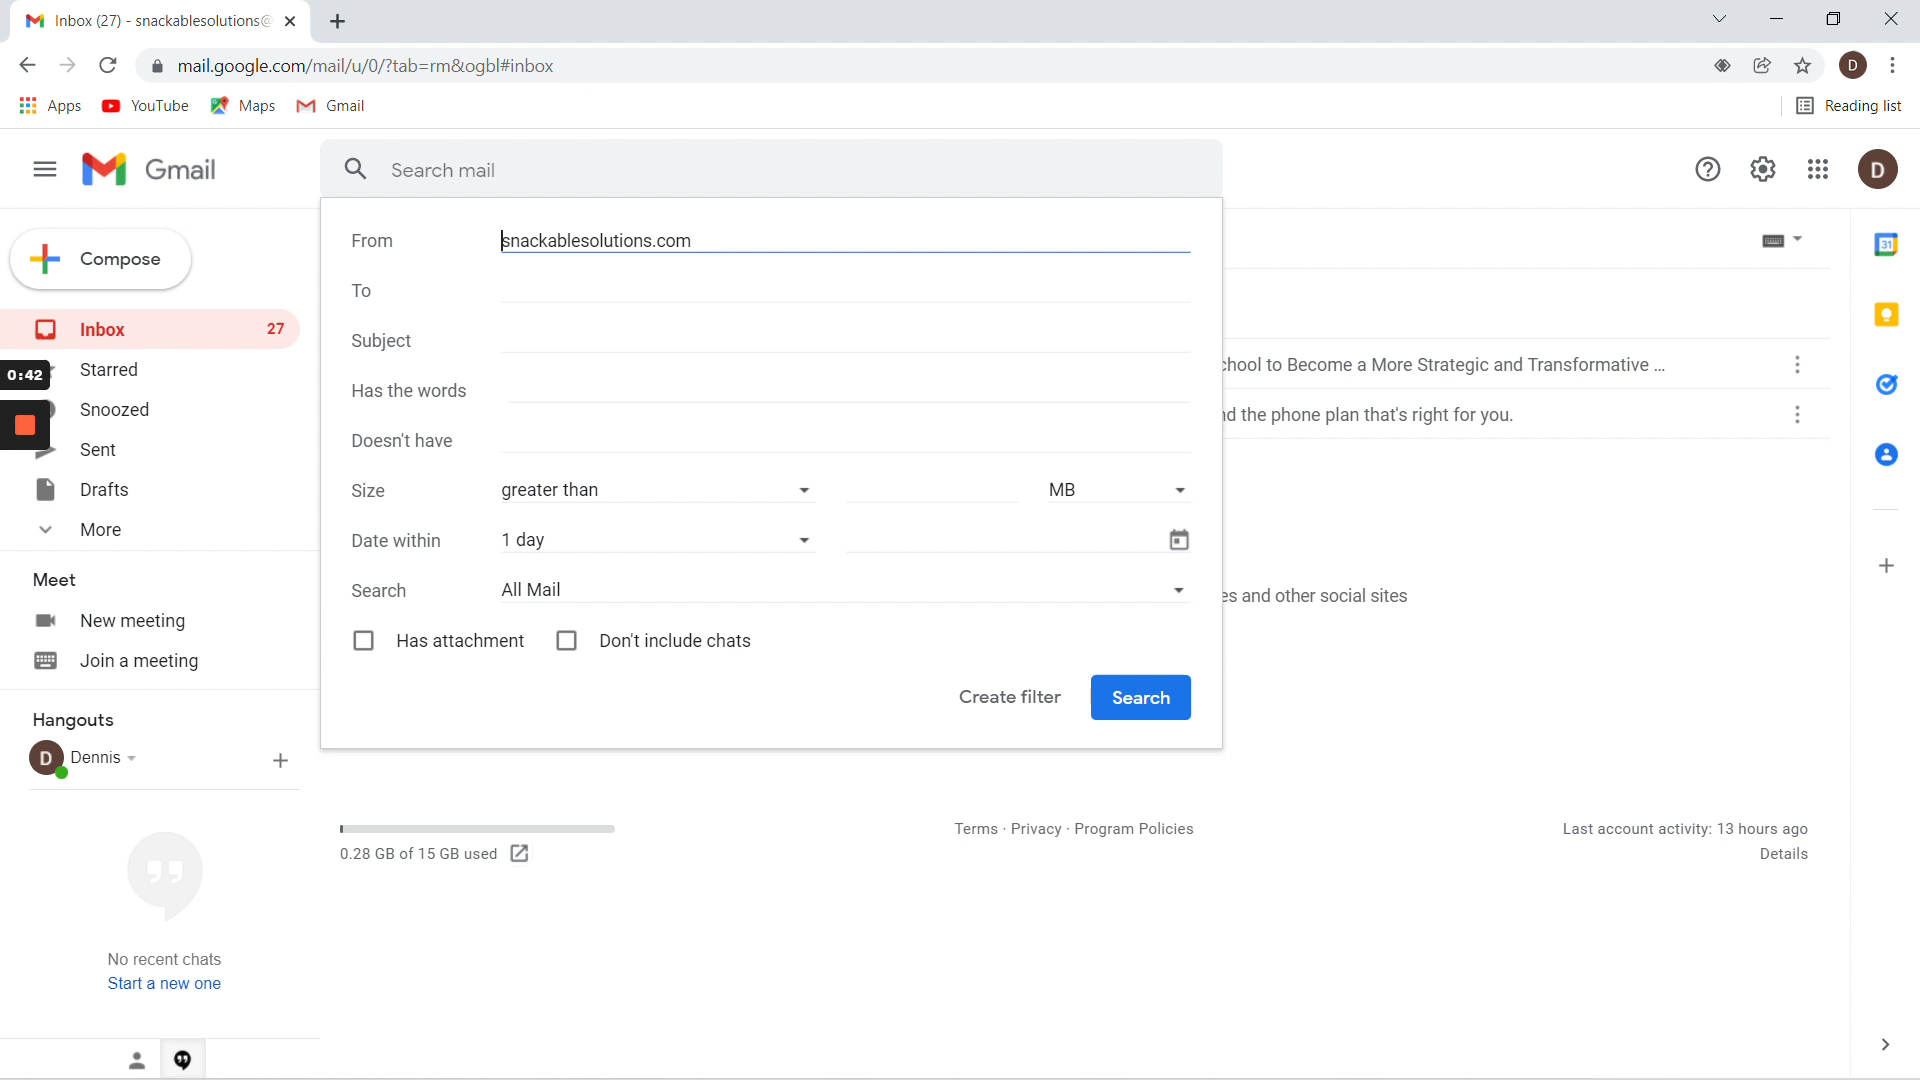 Inbox (27) - snackablesolutions@
mail.google.com/mail/u/0/?tab=rm&ogbl#inbox
D
Apps
YouTube
Maps
Gmail
Reading list
Gmail
Search mail
D
Compose
Inbox 27
Starred
0:42
Snoozed
Sent
Drafts
More
Meet
New meeting
Join a meeting
Hangouts
D
Dennis
No recent chats
Start a new one
From snackablesolutions.com
To
Subject
Has the words
Doesn't have
Size greater than MB
Date within 1 day
Search All Mail
Has attachment Don't include chats
Create filter Search
to Become a More Strategic and Transformative ...
the phone plan that's right for you.
and other social sites
31
0.28 GB of 15 GB used
Terms · Privacy · Program Policies
Last account activity: 13 hours ago
Details